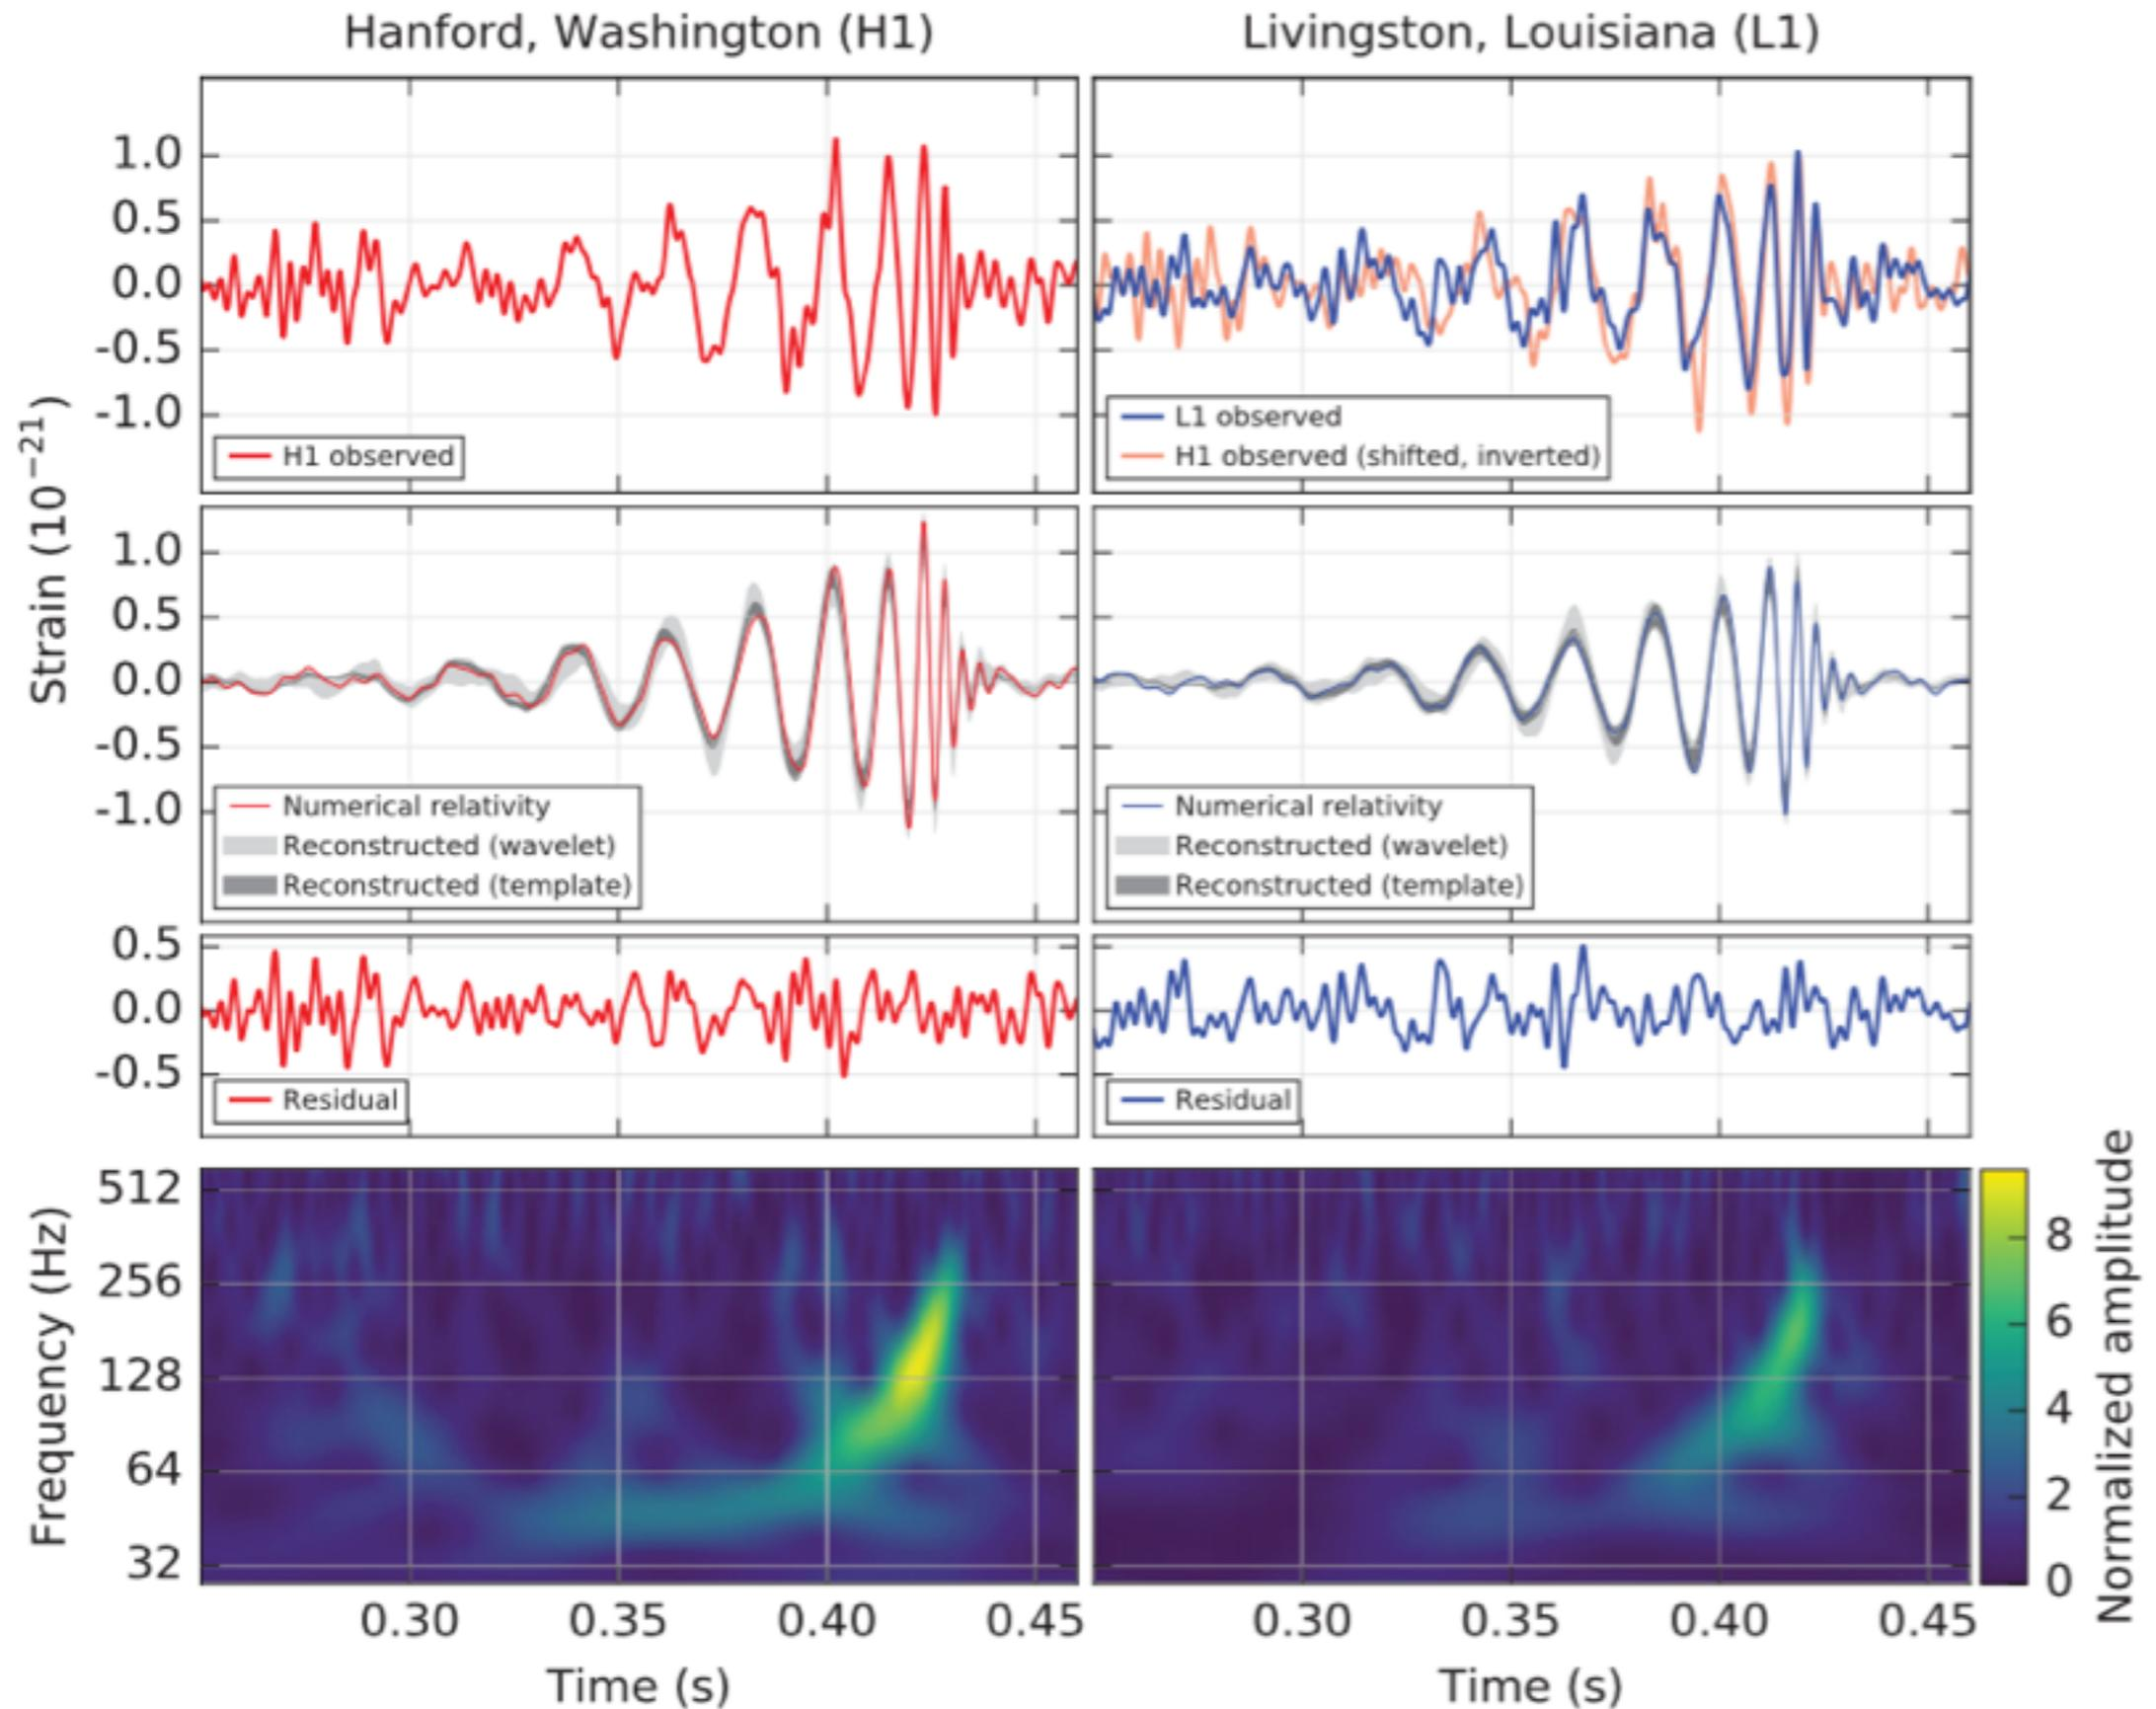 Hanford, Washington (H1)
Livingston, Louisiana (L1)
Strain (10⁻²¹)
1.0
0.5
0.0
-0.5
-1.0
H1 observed
L1 observed
H1 observed (shifted, inverted)
1.0
0.5
0.0
-0.5
-1.0
Numerical relativity
Reconstructed (wavelet)
Reconstructed (template)
Numerical relativity
Reconstructed (wavelet)
Reconstructed (template)
0.5
0.0
-0.5
Residual
Residual
Frequency (Hz)
512
256
128
64
32
Normalized amplitude
8
6
4
2
0
0.30 0.35 0.40 0.45
0.30 0.35 0.40 0.45
Time (s)
Time (s)